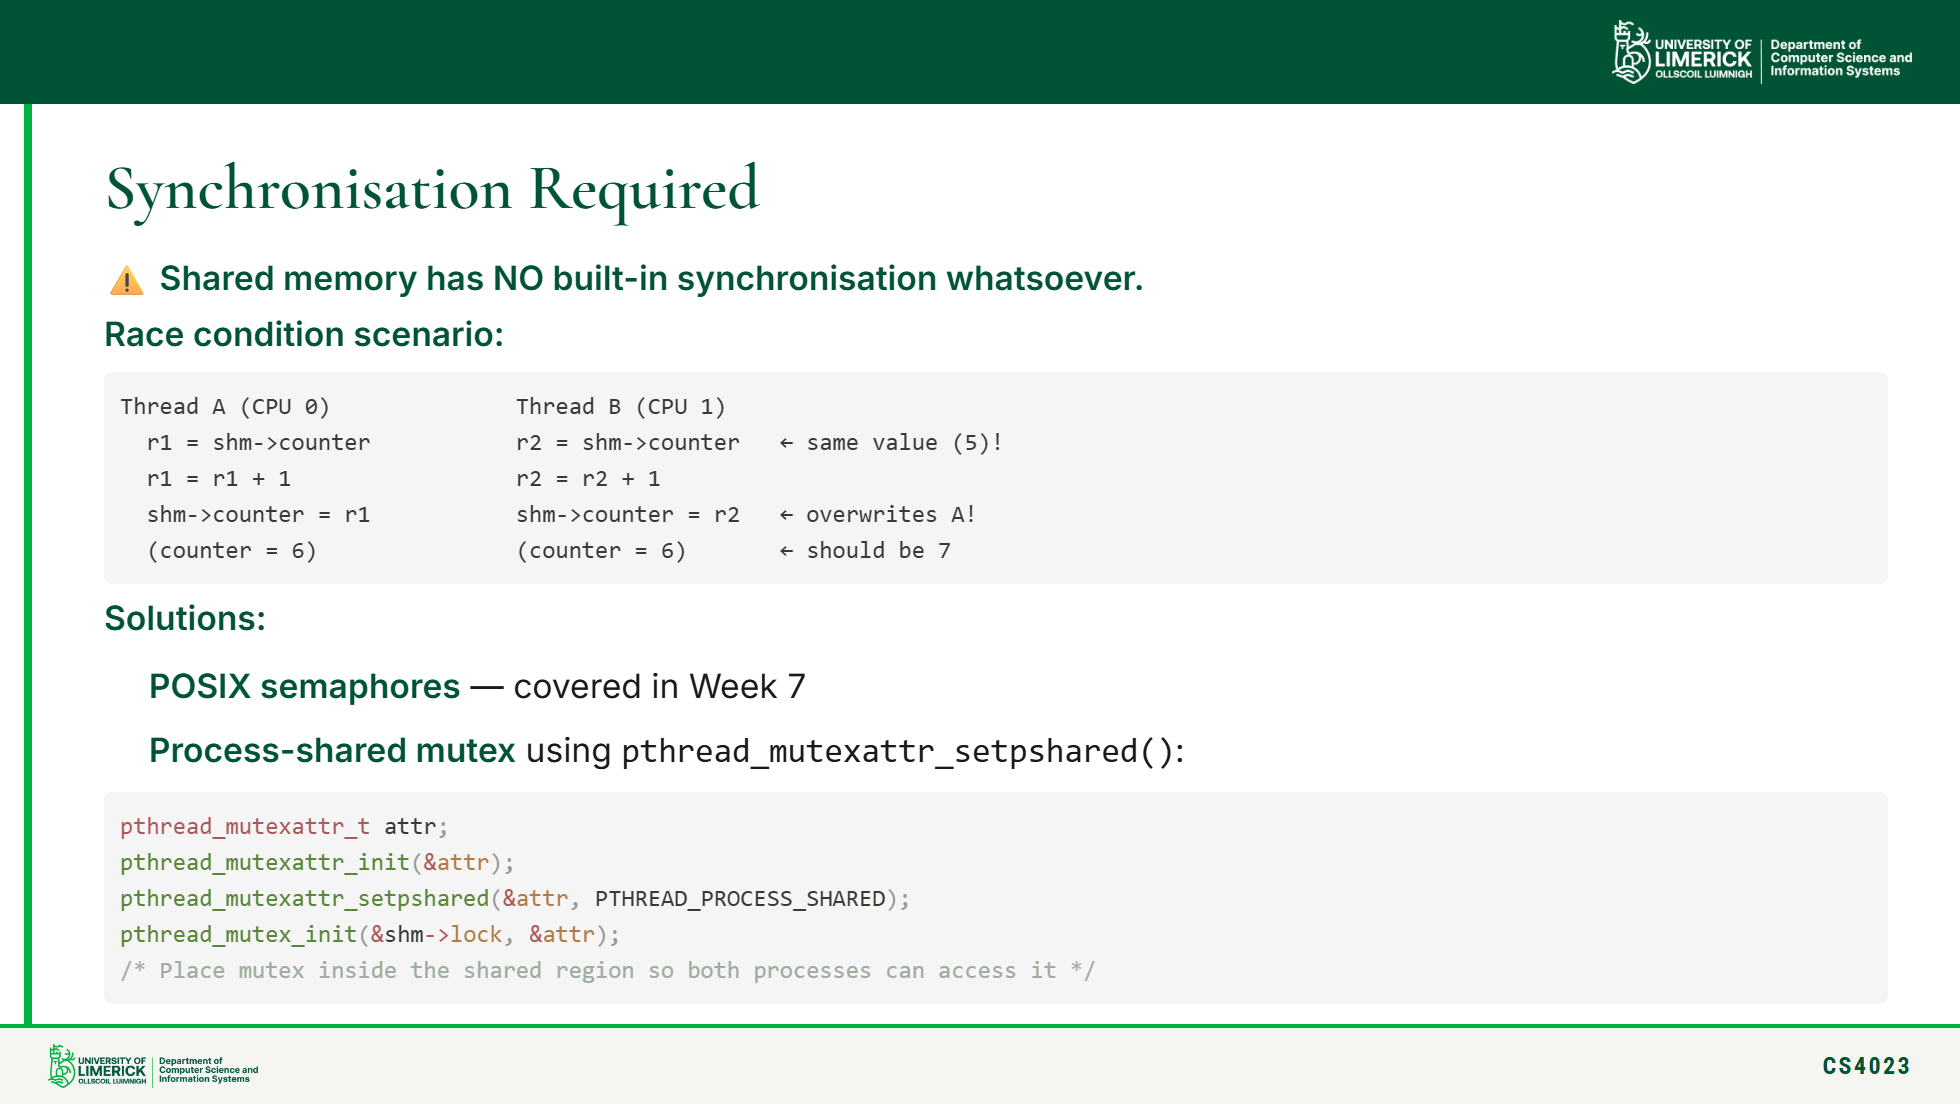 UNIVERSITY OF
LIMERICK
OLLSCOIL LUIMNIGH
Department of
Computer Science and
Information Systems
Synchronisation Required
⚠️ Shared memory has NO built-in synchronisation whatsoever.
Race condition scenario:
Thread A (CPU 0)              Thread B (CPU 1)
  r1 = shm->counter           r2 = shm->counter   ← same value (5)!
  r1 = r1 + 1                 r2 = r2 + 1
  shm->counter = r1           shm->counter = r2   ← overwrites A!
  (counter = 6)               (counter = 6)       ← should be 7
Solutions:
POSIX semaphores — covered in Week 7
Process-shared mutex using pthread_mutexattr_setpshared():
pthread_mutexattr_t attr;
pthread_mutexattr_init(&attr);
pthread_mutexattr_setpshared(&attr, PTHREAD_PROCESS_SHARED);
pthread_mutex_init(&shm->lock, &attr);
/* Place mutex inside the shared region so both processes can access it */
UNIVERSITY OF
LIMERICK
OLLSCOIL LUIMNIGH
Department of
Computer Science and
Information Systems
CS4023